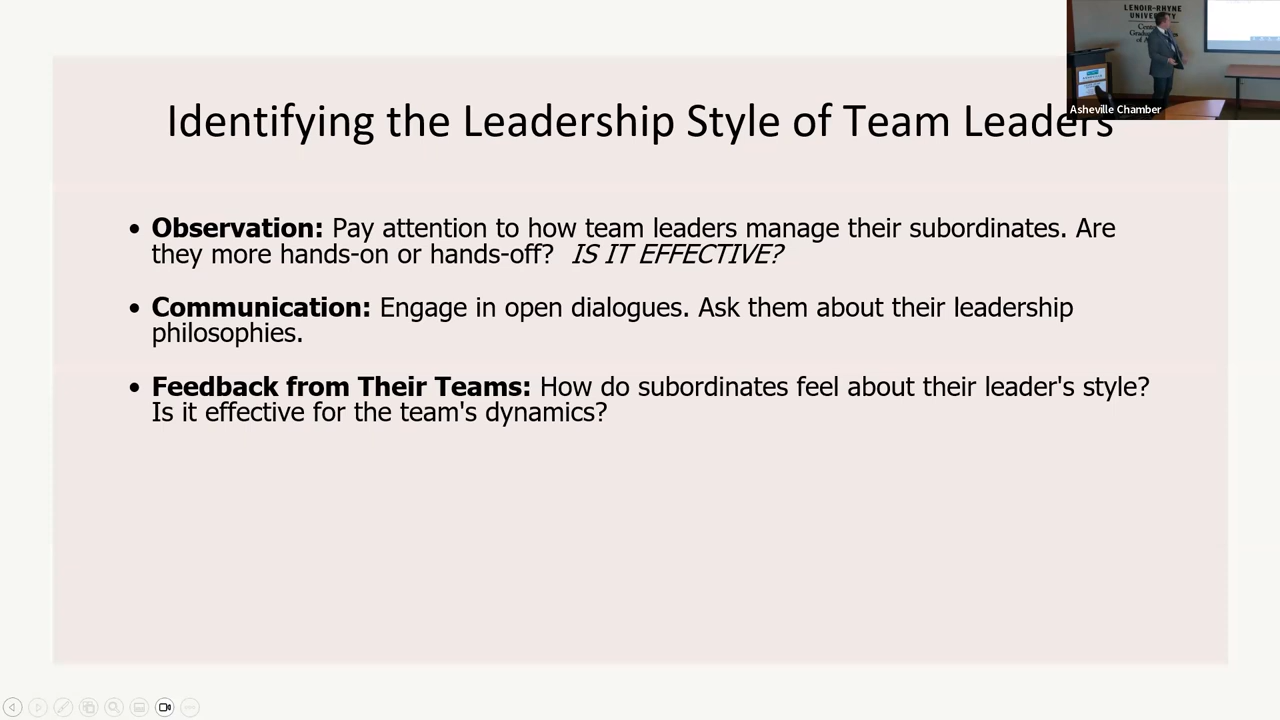 LENOIR-RHYNE
UNIVERSITY
Asheville Chamber
Identifying the Leadership Style of Team Leaders
• Observation: Pay attention to how team leaders manage their subordinates. Are
they more hands-on or hands-off? IS IT EFFECTIVE?
• Communication: Engage in open dialogues. Ask them about their leadership
philosophies.
• Feedback from Their Teams: How do subordinates feel about their leader's style?
Is it effective for the team's dynamics?